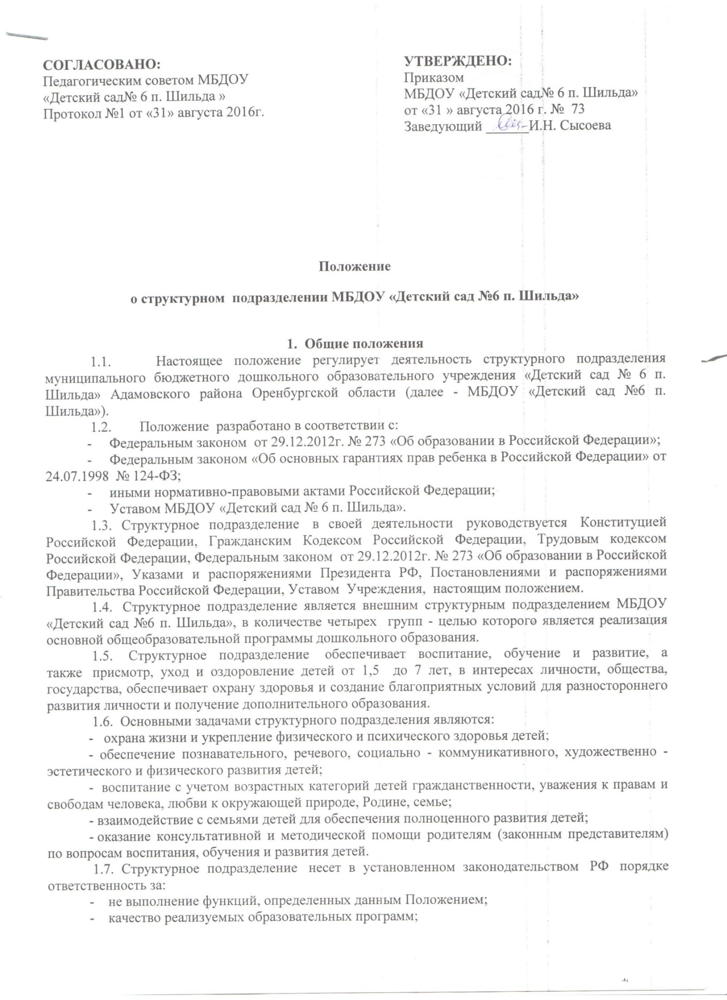 СОГЛАСОВАНО:
Педагогическим советом МБДОУ
«Детский сад№ 6 п. Шильда »
Протокол №1 от «31» августа 2016г.
УТВЕРЖДЕНО:
Приказом
МБДОУ «Детский сад№ 6 п. Шильда»
от «31 » августа 2016 г. № 73
Заведующий ______И.Н. Сысоева
Положение
о структурном подразделении МБДОУ «Детский сад №6 п. Шильда»
1. Общие положения
1.1. Настоящее положение регулирует деятельность структурного подразделения
муниципального бюджетного дошкольного образовательного учреждения «Детский сад № 6 п.
Шильда» Адамовского района Оренбургской области (далее - МБДОУ «Детский сад №6 п.
Шильда»).
1.2. Положение разработано в соответствии с:
- Федеральным законом от 29.12.2012г. № 273 «Об образовании в Российской Федерации»;
- Федеральным законом «Об основных гарантиях прав ребенка в Российской Федерации» от
24.07.1998 № 124-ФЗ;
- иными нормативно-правовыми актами Российской Федерации;
- Уставом МБДОУ «Детский сад № 6 п. Шильда».
1.3. Структурное подразделение в своей деятельности руководствуется Конституцией
Российской Федерации, Гражданским Кодексом Российской Федерации, Трудовым кодексом
Российской Федерации, Федеральным законом от 29.12.2012г. № 273 «Об образовании в Российской
Федерации», Указами и распоряжениями Президента РФ, Постановлениями и распоряжениями
Правительства Российской Федерации, Уставом Учреждения, настоящим положением.
1.4. Структурное подразделение является внешним структурным подразделением МБДОУ
«Детский сад №6 п. Шильда», в количестве четырех групп - целью которого является реализация
основной общеобразовательной программы дошкольного образования.
1.5. Структурное подразделение обеспечивает воспитание, обучение и развитие, а
также присмотр, уход и оздоровление детей от 1,5 до 7 лет, в интересах личности, общества,
государства, обеспечивает охрану здоровья и создание благоприятных условий для разностороннего
развития личности и получение дополнительного образования.
1.6. Основными задачами структурного подразделения являются:
- охрана жизни и укрепление физического и психического здоровья детей;
- обеспечение познавательного, речевого, социально - коммуникативного, художественно -
эстетического и физического развития детей;
- воспитание с учетом возрастных категорий детей гражданственности, уважения к правам и
свободам человека, любви к окружающей природе, Родине, семье;
- взаимодействие с семьями детей для обеспечения полноценного развития детей;
- оказание консультативной и методической помощи родителям (законным представителям)
по вопросам воспитания, обучения и развития детей.
1.7. Структурное подразделение несет в установленном законодательством РФ порядке
ответственность за:
- не выполнение функций, определенных данным Положением;
- качество реализуемых образовательных программ;